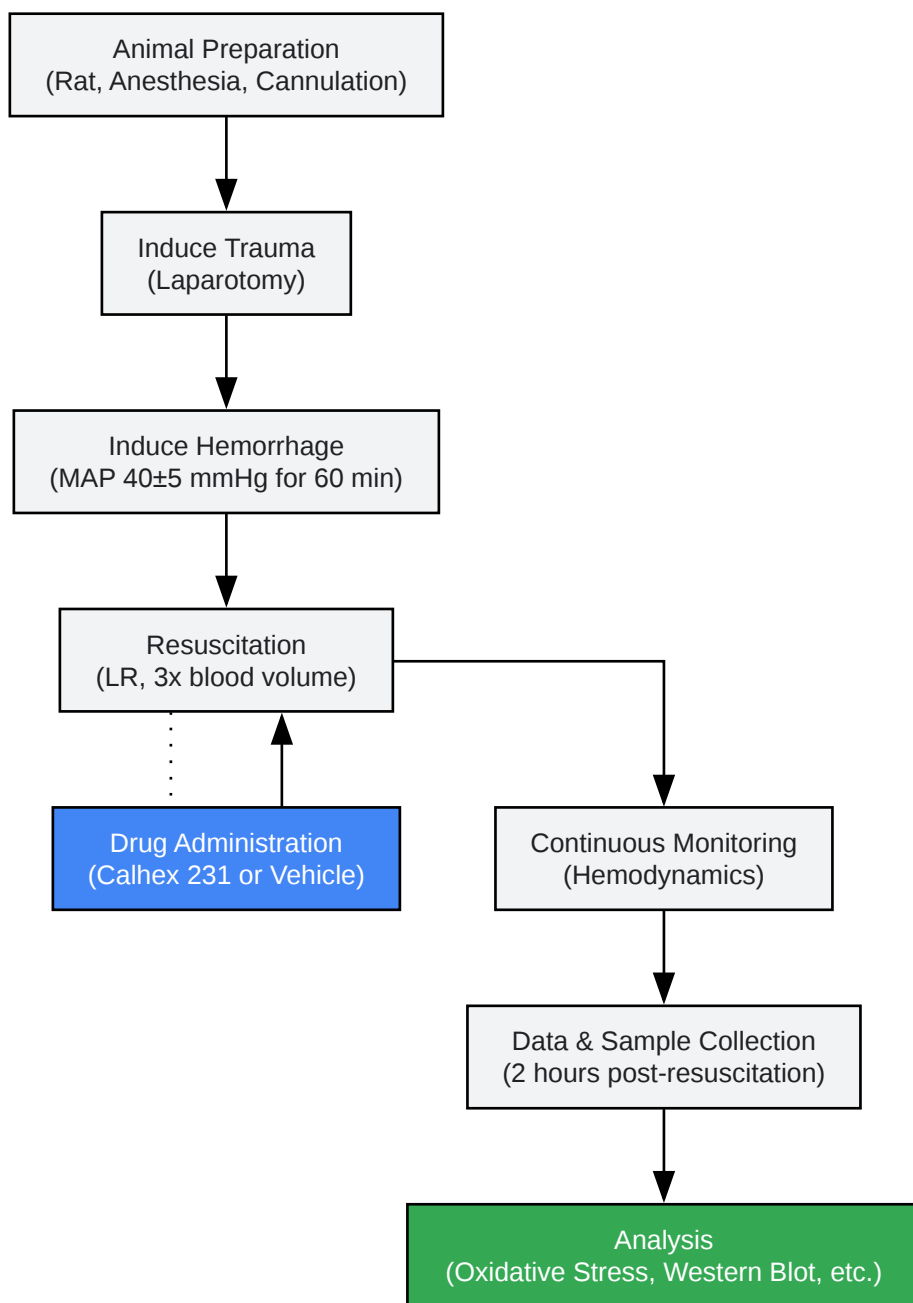 Animal Preparation
(Rat, Anesthesia, Cannulation)
Induce Trauma
(Laparotomy)
Induce Hemorrhage
(MAP 40±5 mmHg for 60 min)
Resuscitation
(LR, 3x blood volume)
Drug Administration
(Calhex 231 or Vehicle)
Continuous Monitoring
(Hemodynamics)
Data & Sample Collection
(2 hours post-resuscitation)
Analysis
(Oxidative Stress, Western Blot, etc.)